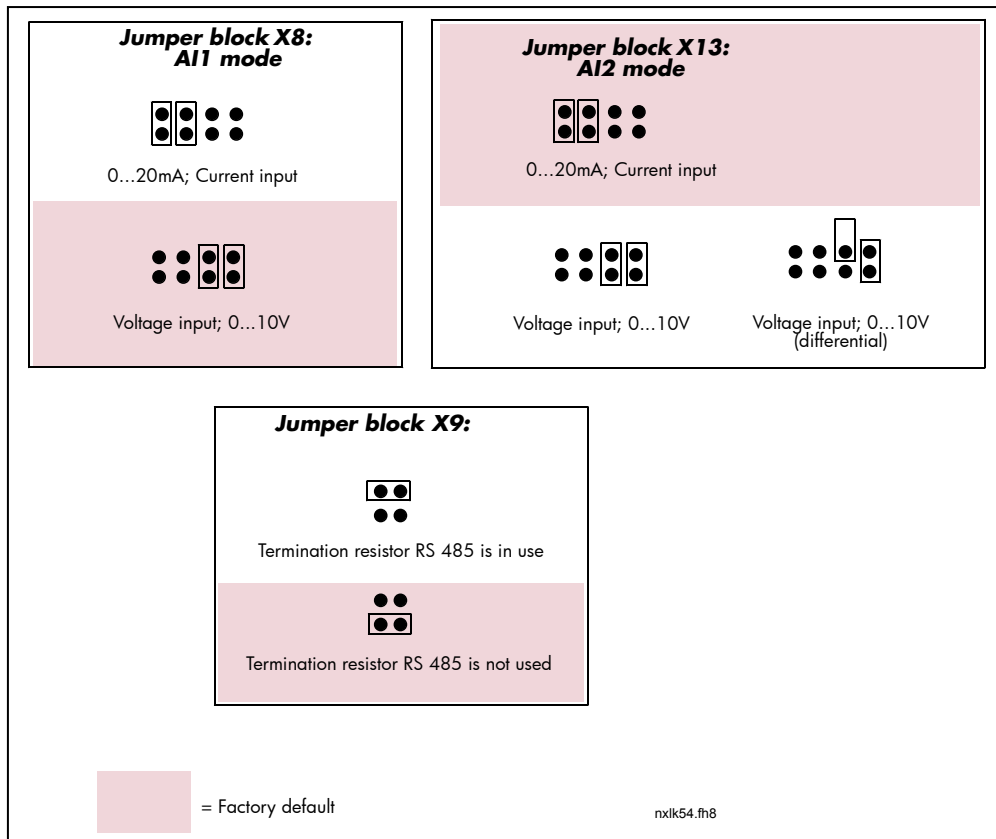 Jumper block X8:
AI1 mode
0...20mA; Current input
Voltage input; 0...10V
Jumper block X13:
AI2 mode
0...20mA; Current input
Voltage input; 0...10V
Voltage input; 0...10V
(differential)
Jumper block X9:
Termination resistor RS 485 is in use
Termination resistor RS 485 is not used
= Factory default
nxlk54.fh8